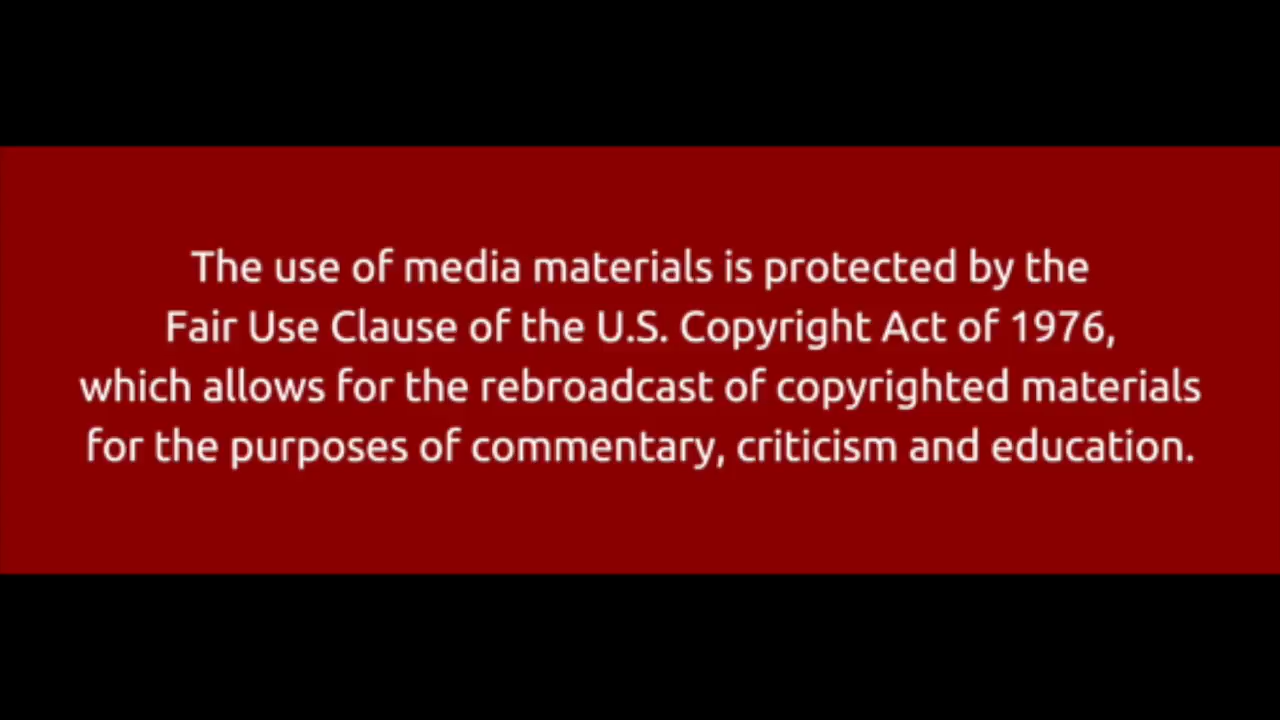 The use of media materials is protected by the
Fair Use Clause of the U.S. Copyright Act of 1976,
which allows for the rebroadcast of copyrighted materials
for the purposes of commentary, criticism and education.